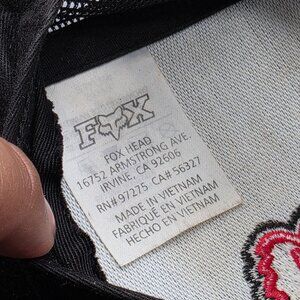 FOX
FOX HEAD
16752 ARMSTRONG AVE.
IRVINE, CA 92606
RN# 97275. CA# 56327
MADE IN VIETNAM
FABRIQUÉ EN VIETNAM
HECHO EN VIETNAM